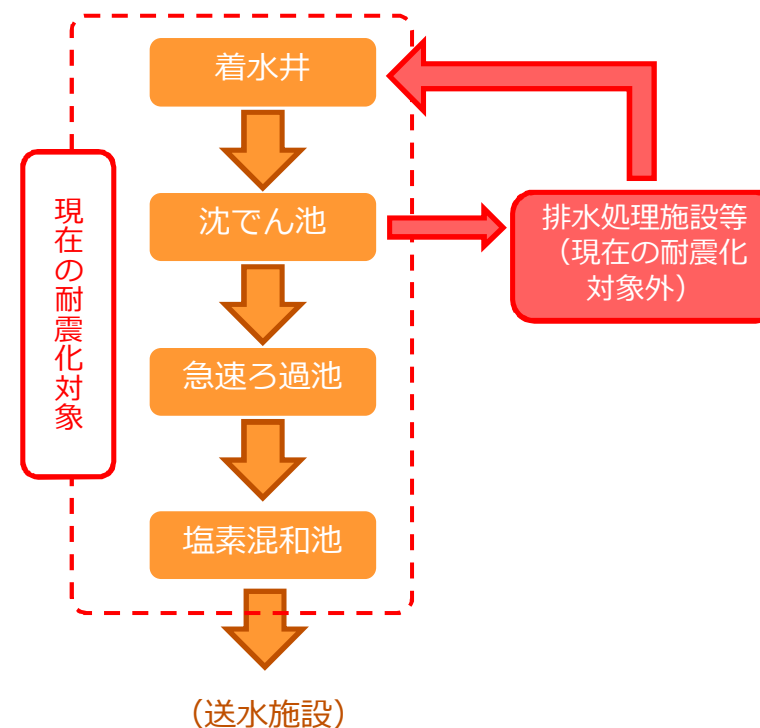 着水井
沈でん池
急速ろ過池
塩素混和池
（送水施設）
現在の耐震化対象
排水処理施設等
（現在の耐震化
対象外）